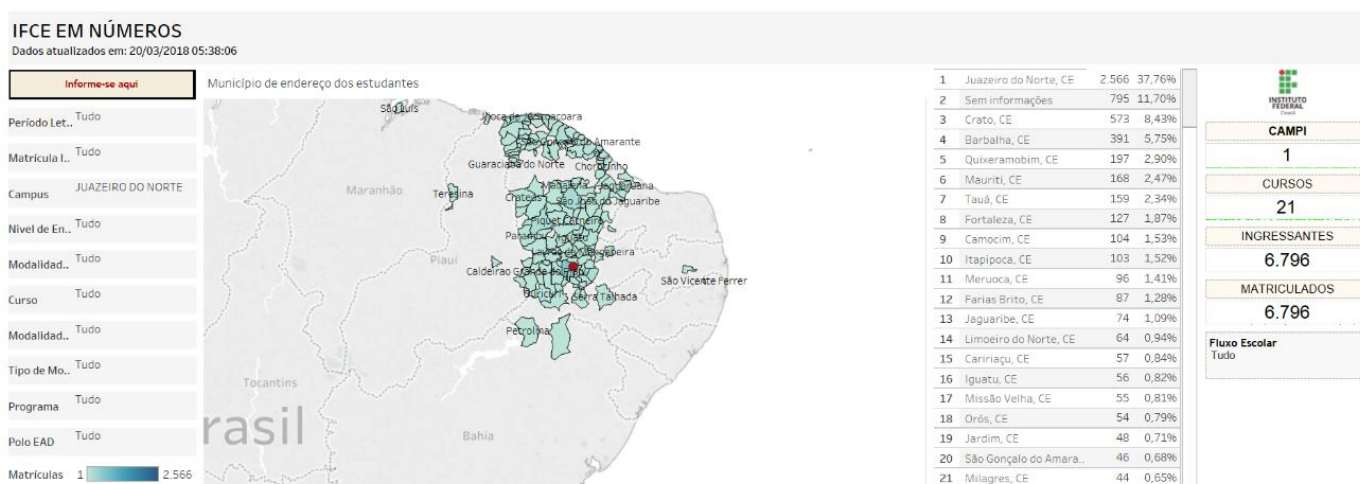 IFCE EM NÚMEROS
Dados atualizados em: 20/03/2018 05:38:06
Informe-se aqui
Período Let.. Tudo
Matrícula I.. Tudo
Campus JUAZEIRO DO NORTE
Nivel de En.. Tudo
Modalidad.. Tudo
Curso Tudo
Modalidad.. Tudo
Tipo de Mo.. Tudo
Programa Tudo
Polo EAD Tudo
Matrículas 1 2.566
Município de endereço dos estudantes
São Luís
Guaraciaba do Norte
Chorozinho
Maranhão
Teresina
Crateús
São João do Jaguaribe
Piquet Carneiro
Piauí
São Vicente Ferrer
Ouricuri
Serra Talhada
Petrolina
Tocantins
rasil
Bahia
1 Juazeiro do Norte, CE 2.566 37,76%
2 Sem informações 795 11,70%
3 Crato, CE 573 8,43%
4 Barbalha, CE 391 5,75%
5 Quixeramobim, CE 197 2,90%
6 Mauriti, CE 168 2,47%
7 Tauá, CE 159 2,34%
8 Fortaleza, CE 127 1,87%
9 Camocim, CE 104 1,53%
10 Itapipoca, CE 103 1,52%
11 Meruoca, CE 96 1,41%
12 Farias Brito, CE 87 1,28%
13 Jaguaribe, CE 74 1,09%
14 Limoeiro do Norte, CE 64 0,94%
15 Caririaçu, CE 57 0,84%
16 Iguatu, CE 56 0,82%
17 Missão Velha, CE 55 0,81%
18 Orós, CE 54 0,79%
19 Jardim, CE 48 0,71%
20 São Gonçalo do Amara.. 46 0,68%
21 Milagres, CE 44 0,65%
INSTITUTO
FEDERAL
Ceará
CAMPI
1
CURSOS
21
INGRESSANTES
6.796
MATRICULADOS
6.796
Fluxo Escolar
Tudo